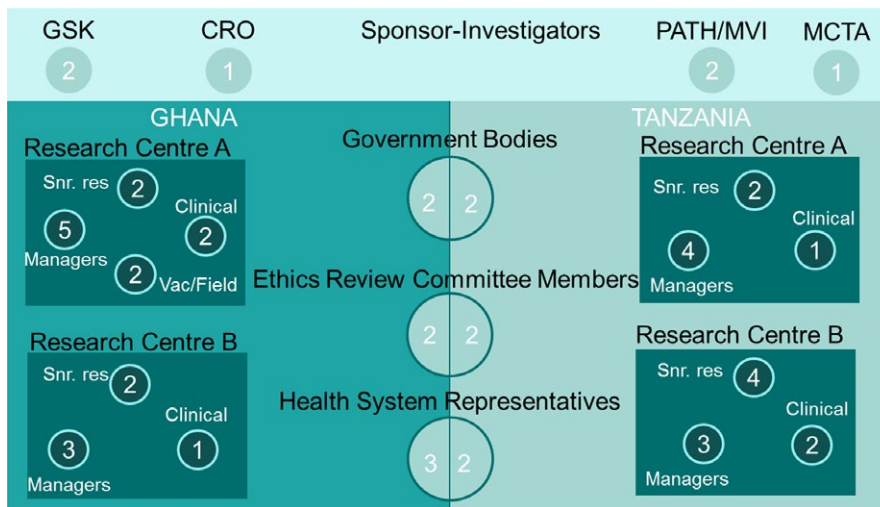 GSK CRO Sponsor-Investigators PATH/MVI MCTA
2 1 2 1
GHANA TANZANIA
Government Bodies
2 2
Ethics Review Committee Members
2 2
Health System Representatives
3 2
Research Centre A
Snr. res 2
Clinical 2
5 Managers
2 Vac/Field
Research Centre B
Snr. res 2
Clinical 1
3 Managers
Research Centre A
Snr. res 2
Clinical 1
4 Managers
Research Centre B
Snr. res 4
Clinical 2
3 Managers